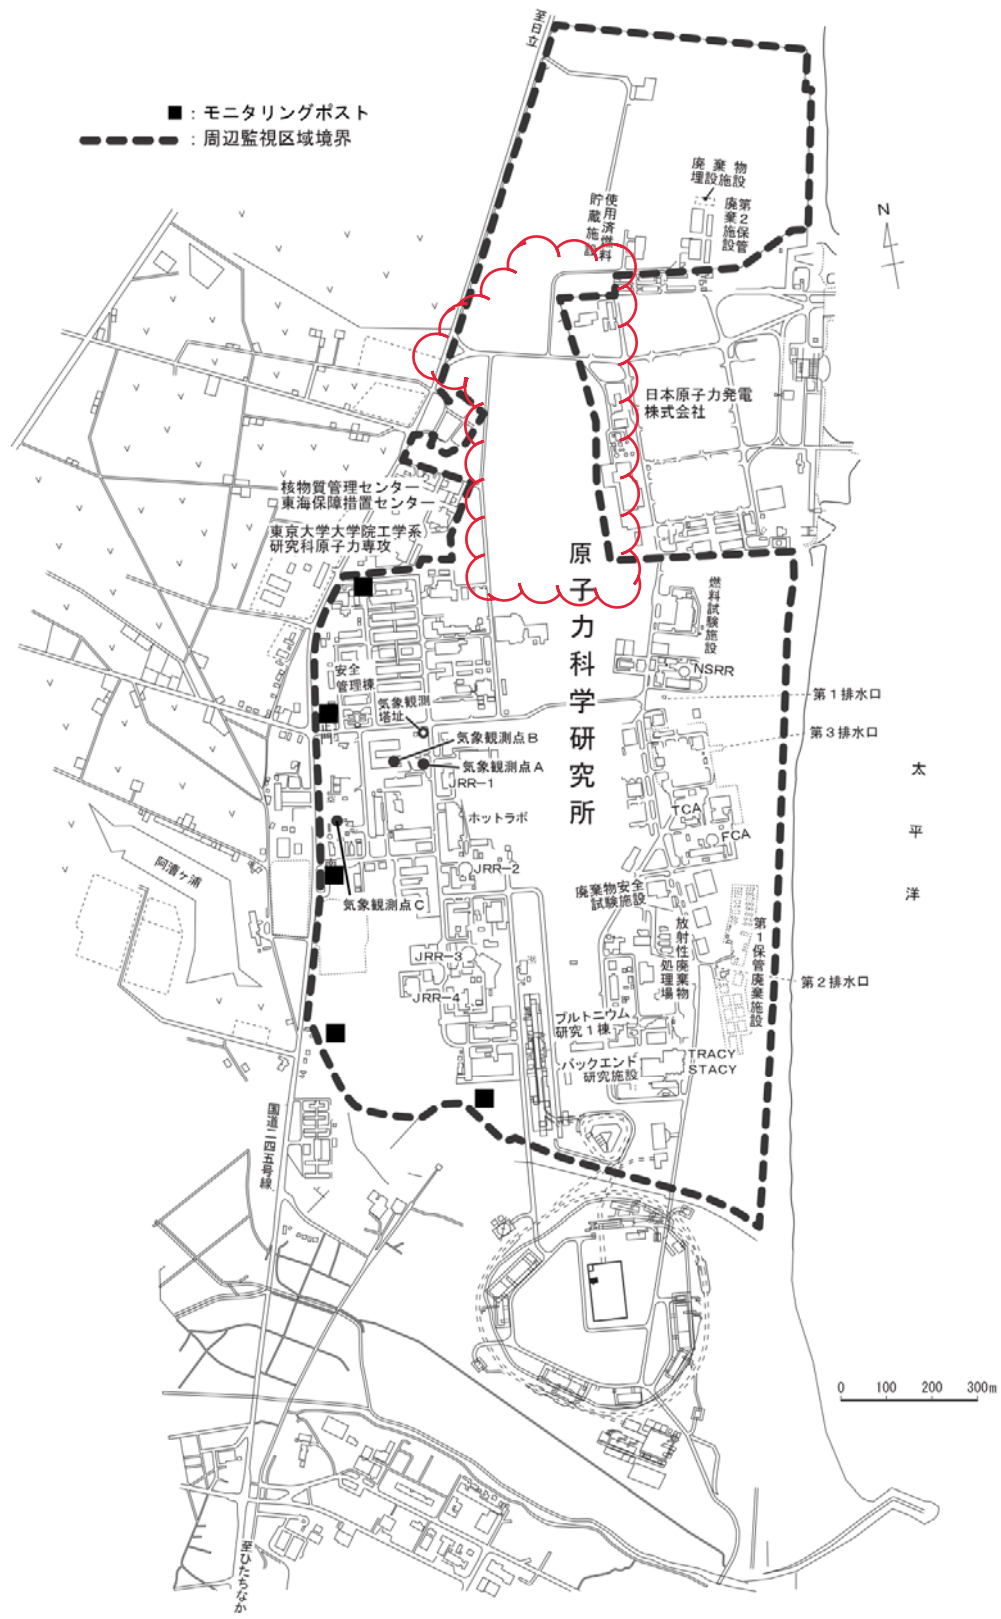 至日立
■：モニタリングポスト
：周辺監視区域境界
廃棄物
埋設施設
使用済燃料
貯蔵施設
第2保管
廃棄施設
N
日本原子力発電
株式会社
核物質管理センター
東海保障措置センター
東京大学大学院工学系
研究科原子力専攻
原子力科学研究所
燃料試験施設
安全
管理棟
NSRR
気象観測
塔址
第1排水口
正門
気象観測点B
第3排水口
気象観測点A
JRR-1
太平洋
TCA
ホットラボ
FCA
阿漕ヶ浦
JRR-2
廃棄物安全
試験施設
気象観測点C
放射性廃棄物
処理場
第1保管廃棄施設
JRR-3
第2排水口
JRR-4
プルトニウム
研究1棟
バックエンド
研究施設
TRACY
STACY
国道二四五号線
0 100 200 300m
至ひたちなか